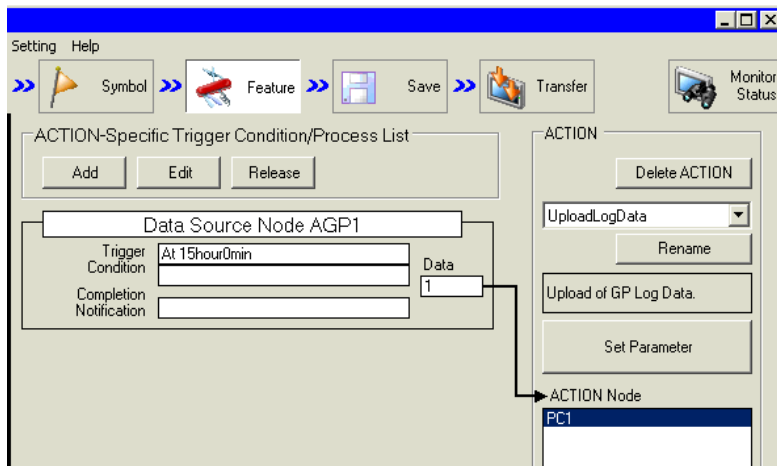 Setting Help
Symbol Feature Save Transfer Monitor Status
ACTION-Specific Trigger Condition/Process List
Add Edit Release
Data Source Node AGP1
Trigger Condition
At 15hour0min
Data
1
Completion Notification
ACTION
Delete ACTION
UploadLogData
Rename
Upload of GP Log Data.
Set Parameter
ACTION Node
PC1